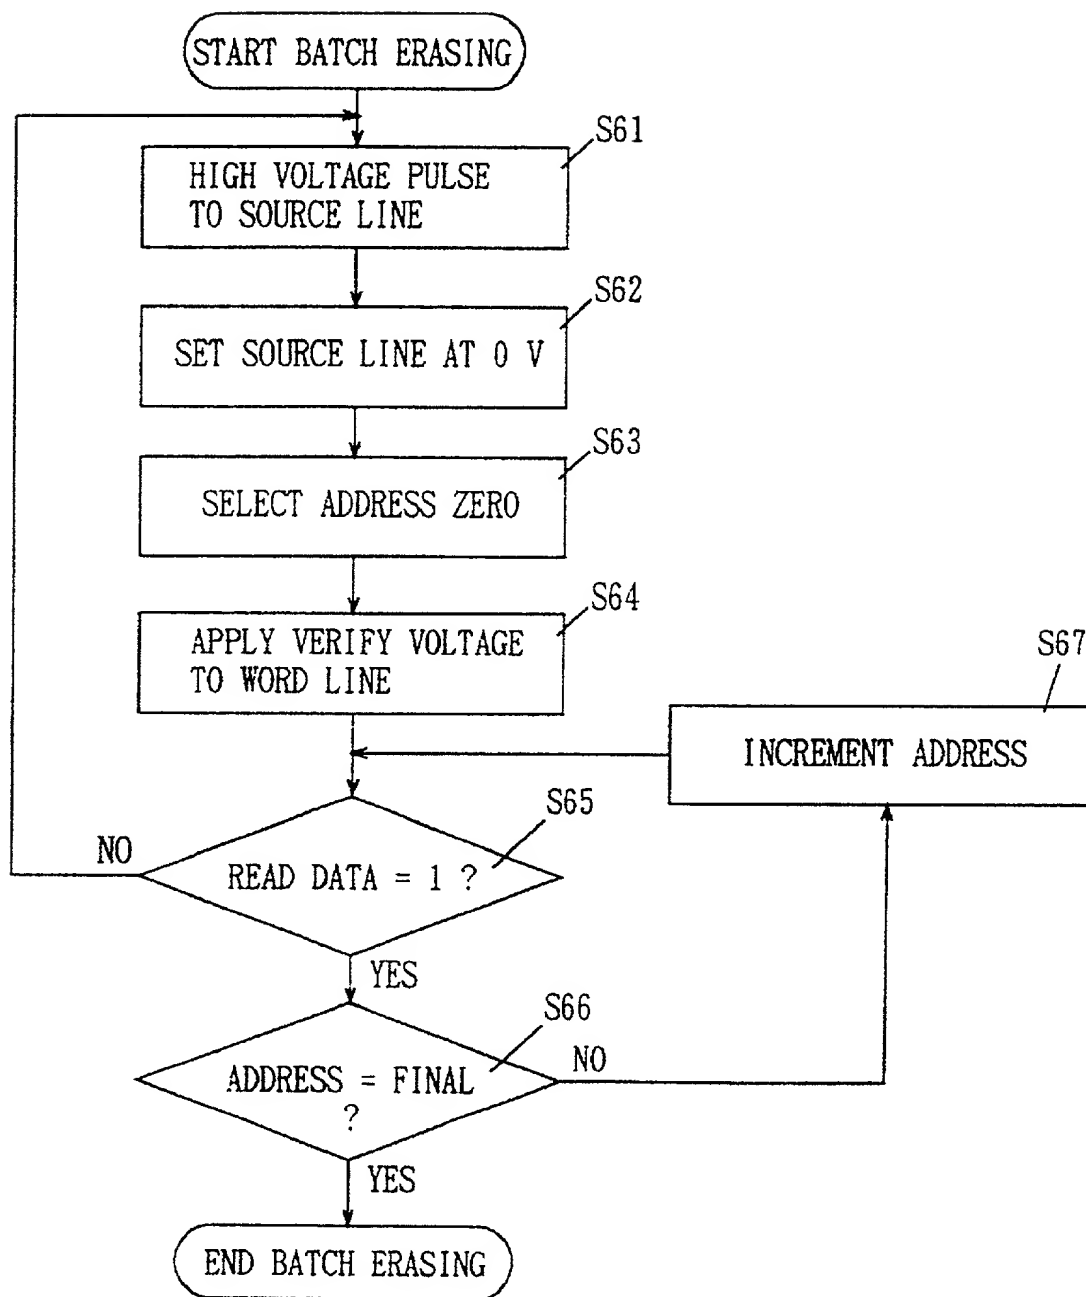 START BATCH ERASING
S61
HIGH VOLTAGE PULSE
TO SOURCE LINE
S62
SET SOURCE LINE AT 0 V
S63
SELECT ADDRESS ZERO
S64
APPLY VERIFY VOLTAGE
TO WORD LINE
S67
INCREMENT ADDRESS
S65
NO
READ DATA = 1 ?
YES
S66
ADDRESS = FINAL
?
NO
YES
END BATCH ERASING